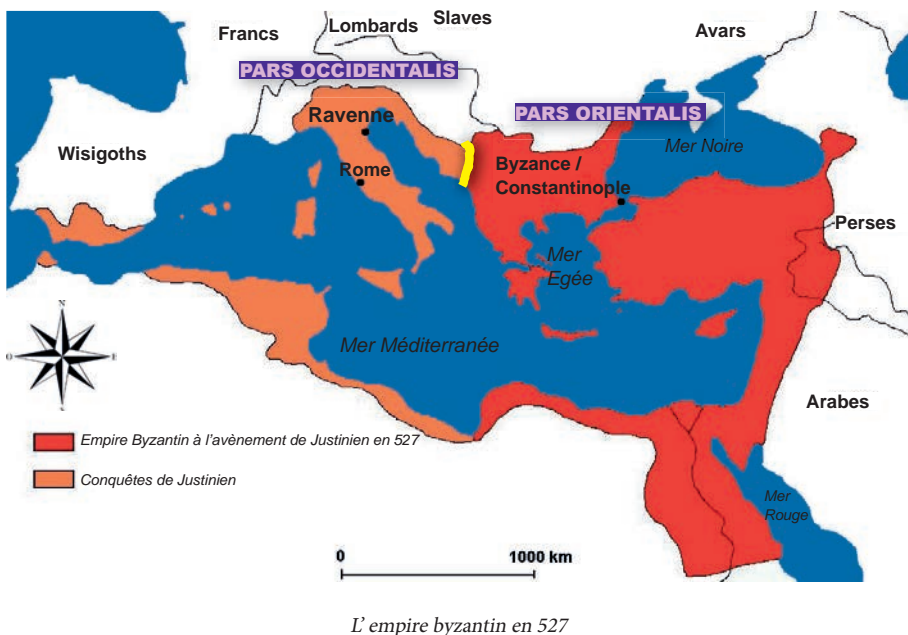 Slaves
Lombards
Francs
Avars
PARS OCCIDENTALIS
PARS ORIENTALIS
Ravenne
Mer Noire
Wisigoths
Rome
Byzance /
Constantinople
Perses
Mer
Egée
N
O
E
S
Mer Méditerranée
Arabes
Empire Byzantin à l'avènement de Justinien en 527
Conquêtes de Justinien
Mer
Rouge
0
1000 km
L' empire byzantin en 527